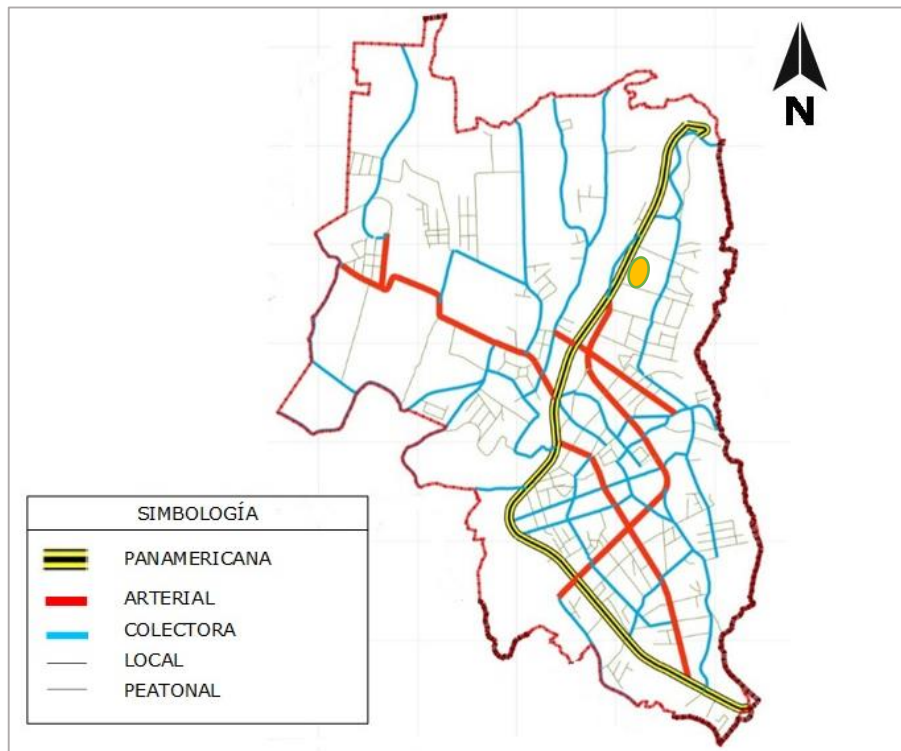 N
SIMBOLOGÍA
PANAMERICANA
ARTERIAL
COLECTORA
LOCAL
PEATONAL